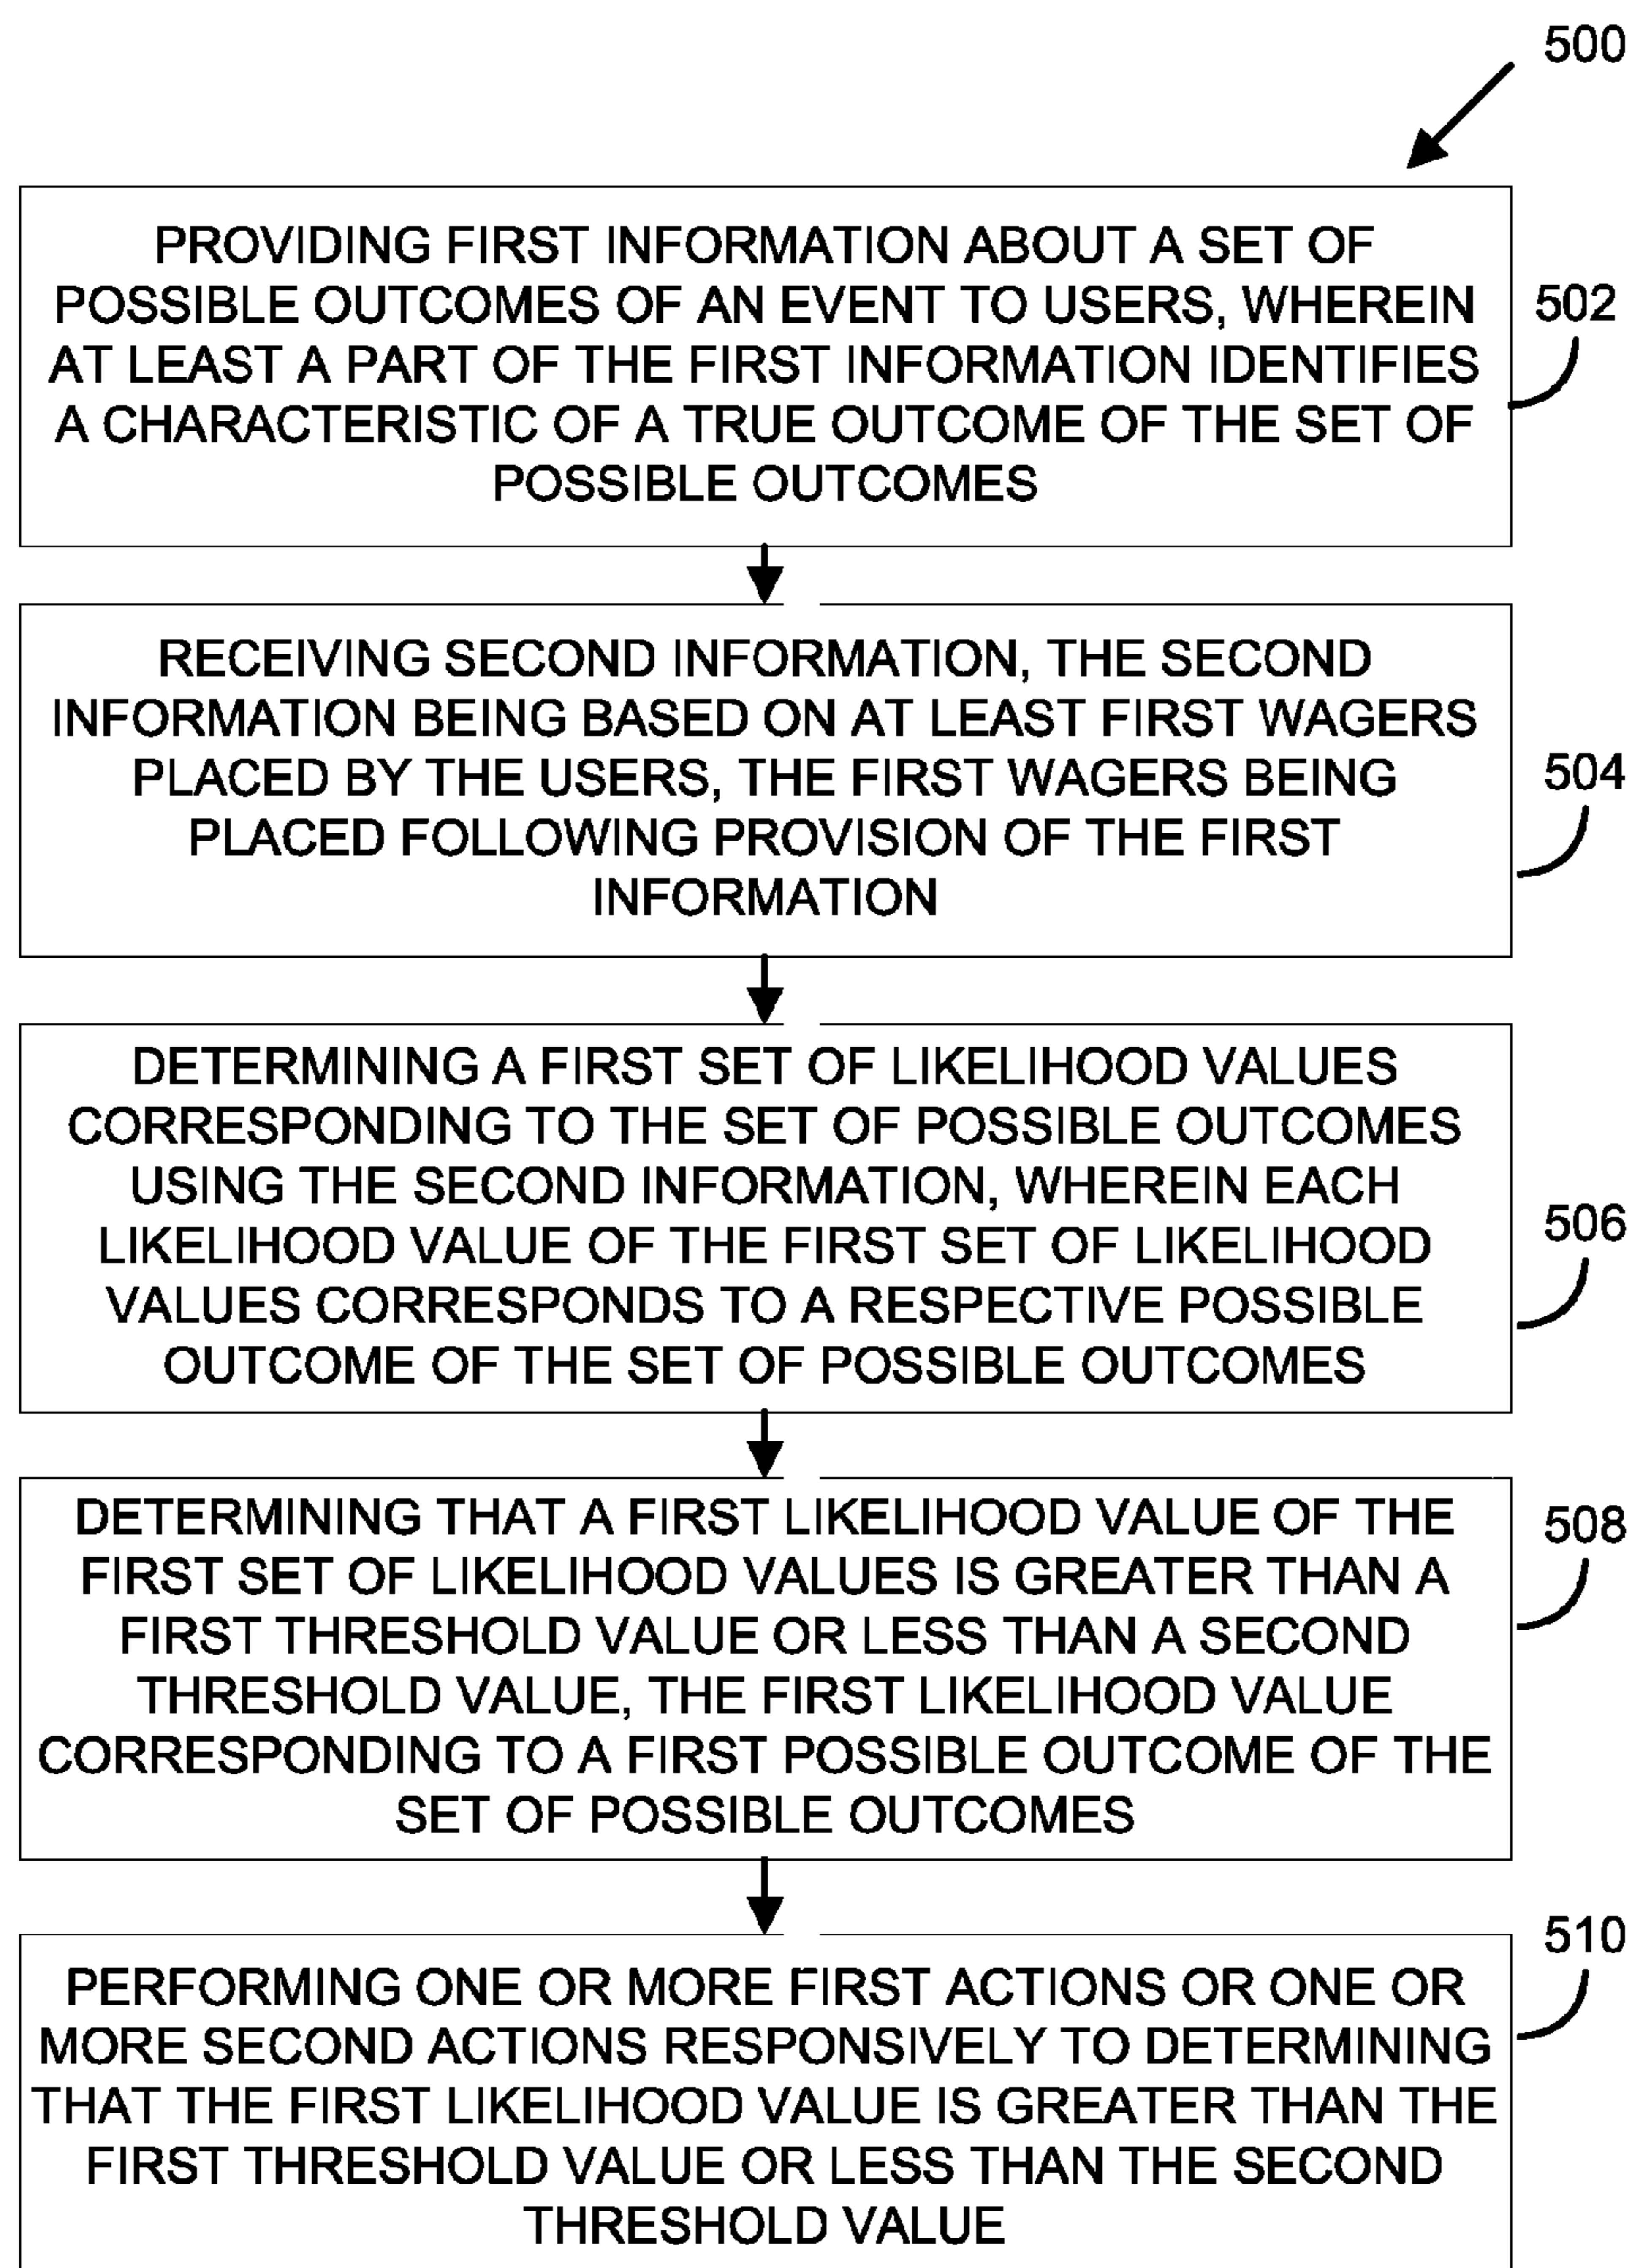 500
PROVIDING FIRST INFORMATION ABOUT A SET OF
POSSIBLE OUTCOMES OF AN EVENT TO USERS, WHEREIN
AT LEAST A PART OF THE FIRST INFORMATION IDENTIFIES
A CHARACTERISTIC OF A TRUE OUTCOME OF THE SET OF
POSSIBLE OUTCOMES
502
RECEIVING SECOND INFORMATION, THE SECOND
INFORMATION BEING BASED ON AT LEAST FIRST WAGERS
PLACED BY THE USERS, THE FIRST WAGERS BEING
PLACED FOLLOWING PROVISION OF THE FIRST
INFORMATION
504
DETERMINING A FIRST SET OF LIKELIHOOD VALUES
CORRESPONDING TO THE SET OF POSSIBLE OUTCOMES
USING THE SECOND INFORMATION, WHEREIN EACH
LIKELIHOOD VALUE OF THE FIRST SET OF LIKELIHOOD
VALUES CORRESPONDS TO A RESPECTIVE POSSIBLE
OUTCOME OF THE SET OF POSSIBLE OUTCOMES
506
DETERMINING THAT A FIRST LIKELIHOOD VALUE OF THE
FIRST SET OF LIKELIHOOD VALUES IS GREATER THAN A
FIRST THRESHOLD VALUE OR LESS THAN A SECOND
THRESHOLD VALUE, THE FIRST LIKELIHOOD VALUE
CORRESPONDING TO A FIRST POSSIBLE OUTCOME OF THE
SET OF POSSIBLE OUTCOMES
508
PERFORMING ONE OR MORE FIRST ACTIONS OR ONE OR
MORE SECOND ACTIONS RESPONSIVELY TO DETERMINING
THAT THE FIRST LIKELIHOOD VALUE IS GREATER THAN THE
FIRST THRESHOLD VALUE OR LESS THAN THE SECOND
THRESHOLD VALUE
510